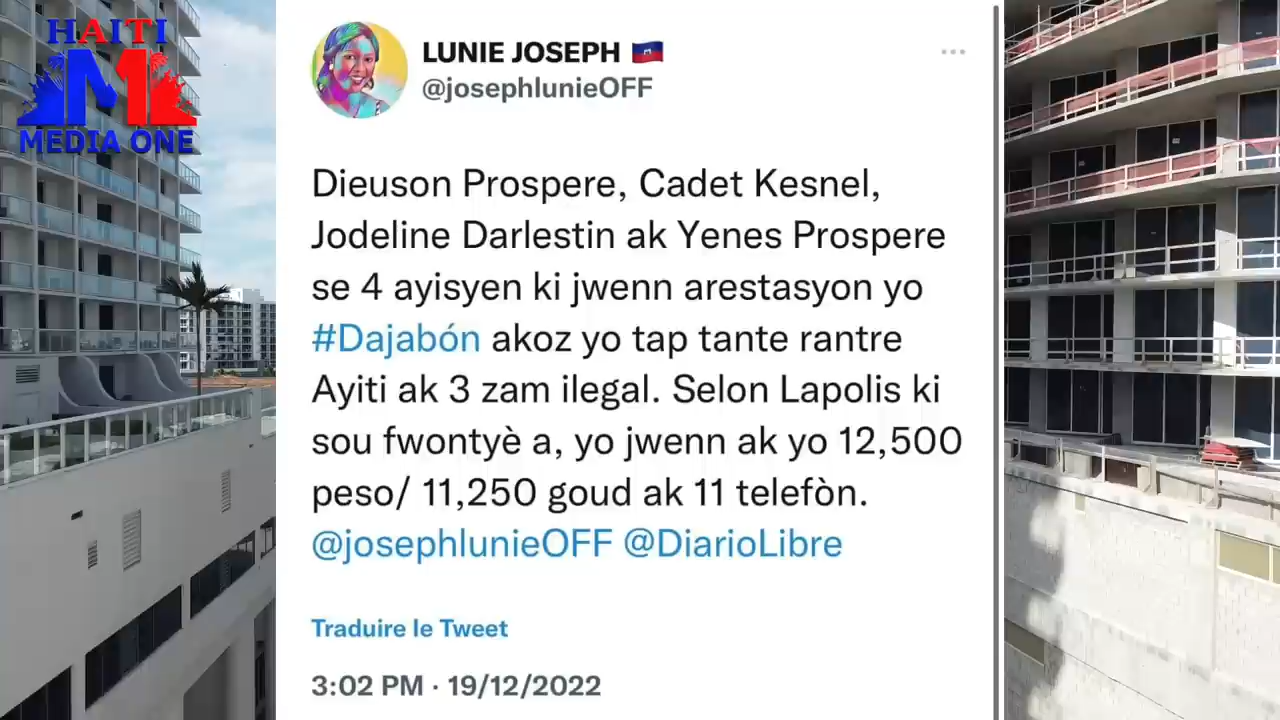 HAITI
M1
MEDIA ONE
LUNIE JOSEPH 🇭🇹
@josephlunieOFF
Dieuson Prospere, Cadet Kesnel,
Jodeline Darlestin ak Yenes Prospere
se 4 ayisyen ki jwenn arestasyon yo
#Dajabón akoz yo tap tante rantre
Ayiti ak 3 zam ilegal. Selon Lapolis ki
sou fwontyè a, yo jwenn ak yo 12,500
peso/ 11,250 goud ak 11 telefòn.
@josephlunieOFF @DiarioLibre
Traduire le Tweet
3:02 PM · 19/12/2022